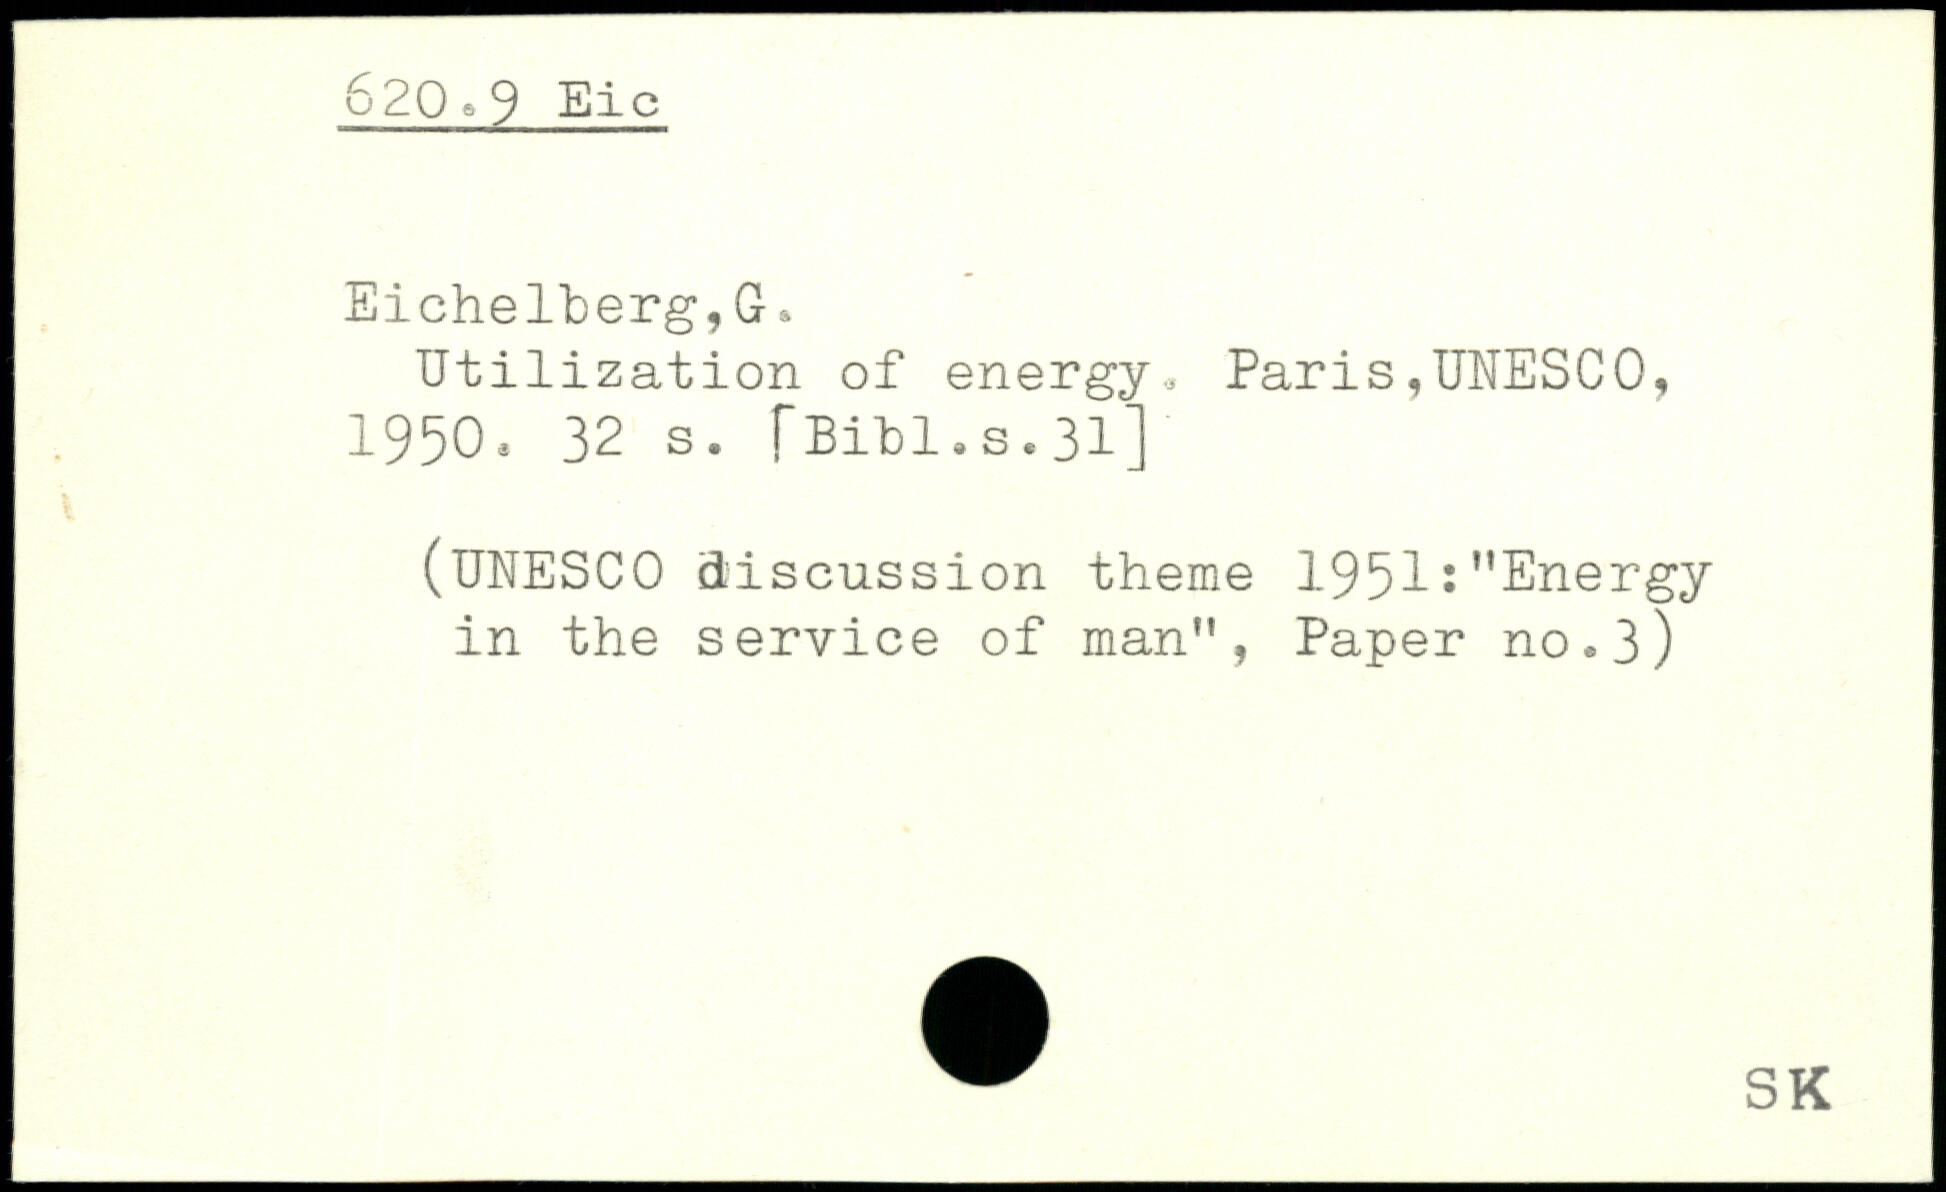 620.9 Eic
Eichelberg,G.
Utilization of energy. Paris,UNESCO,
1950. 32 s. [Bibl.s.31]
(UNESCO discussion theme 1951:"Energy
in the service of man", Paper no.3)
SK